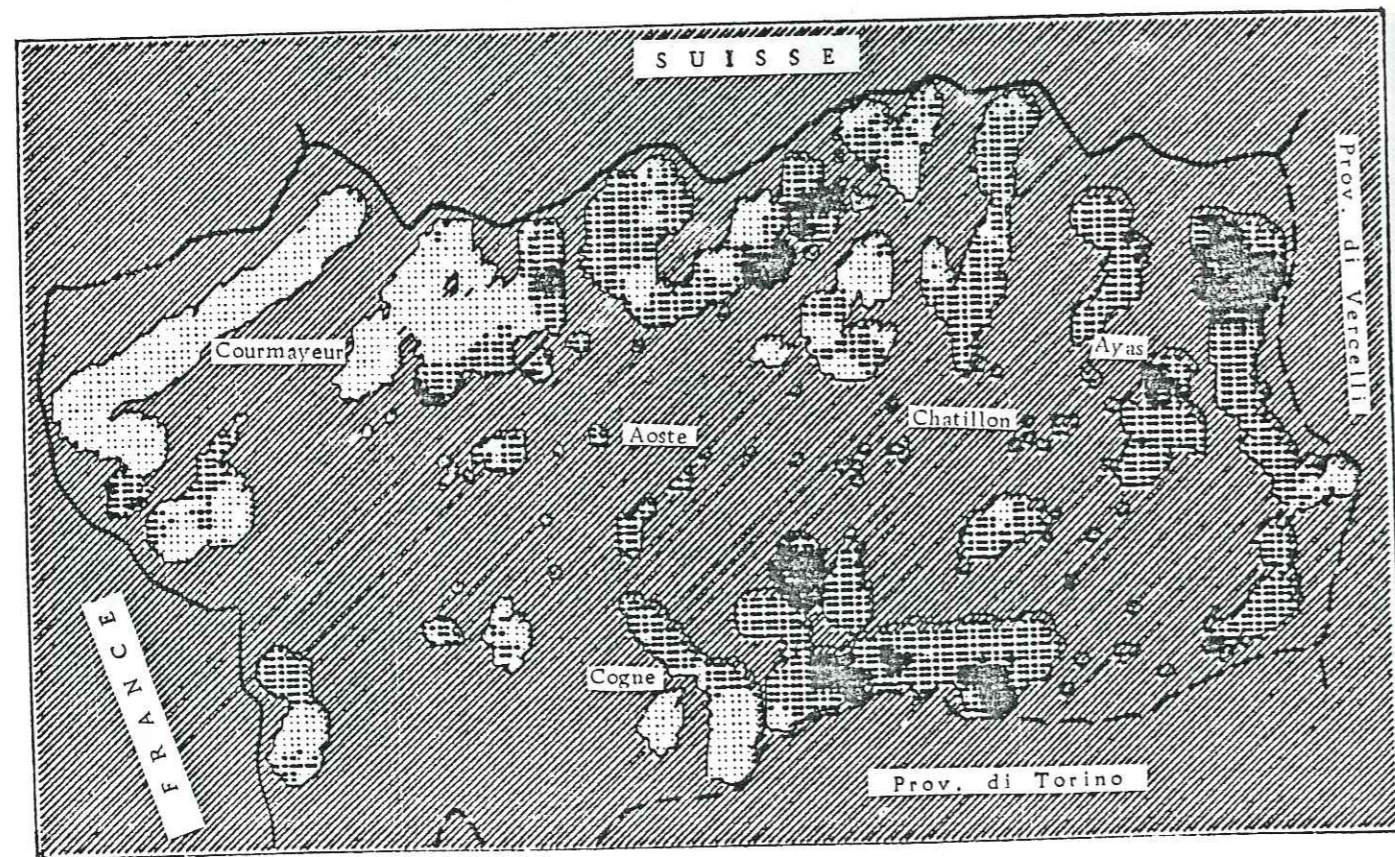 SUISSE
Prov. di Vercelli
Courmayeur
Ayas
Chatillon
Aoste
Cogne
FRANCE
Prov. di Torino